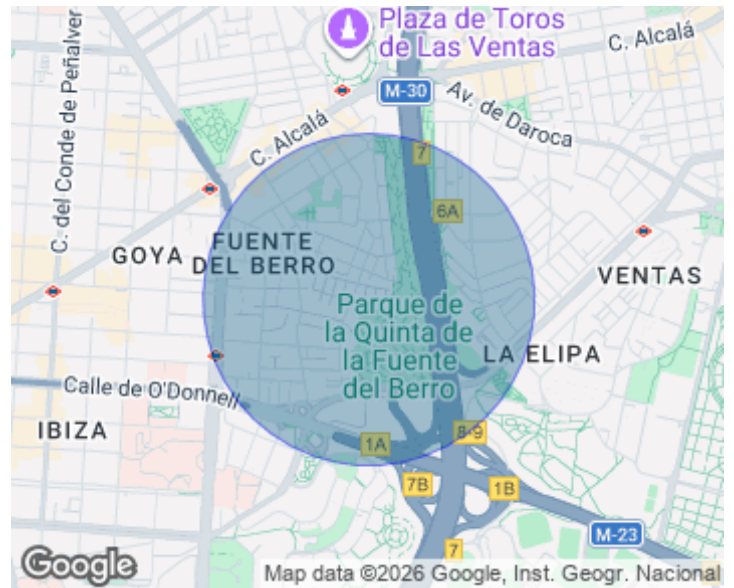 Plaza de Toros
de Las Ventas
C. Alcalá
M-30
Av. de Daroca
C. del Conde de Peñalver
C. Alcalá
7
6A
GOYA
FUENTE
DEL BERRO
VENTAS
Parque de
la Quinta de
la Fuente
del Berro
LA ELIPA
Calle de O'Donnell
IBIZA
1A
8-9
7B
1B
M-23
7
Google
Map data ©2026 Google, Inst. Geogr. Nacional